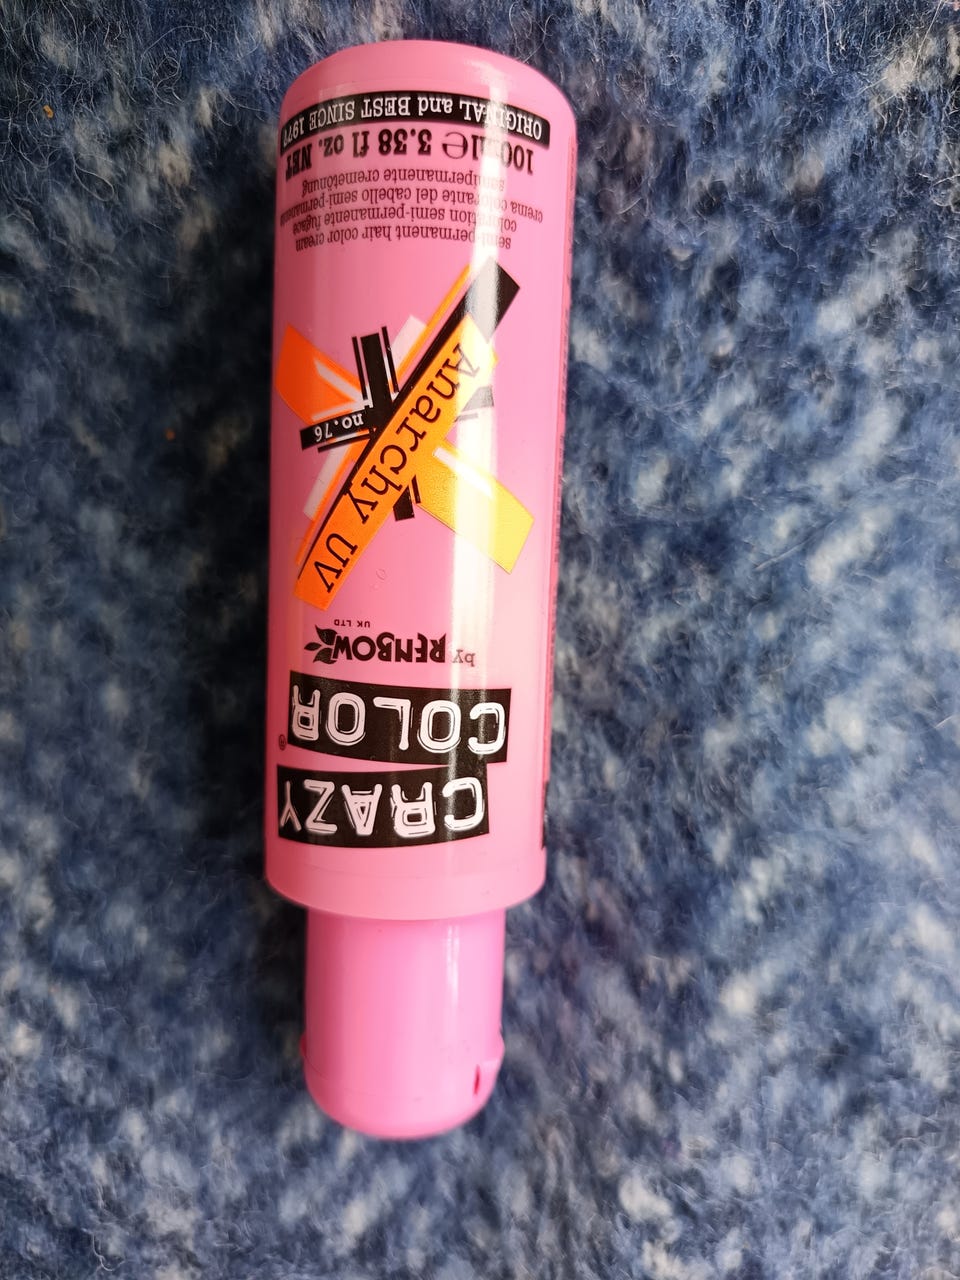 CRAZY
COLOR®
by RENBOW
UK LTD
Anarchy UV
no.76
semi-permanent hair color cream
coloration semi-permanente fugace
crema colorante del cabello semi-permanente
semipermanente cremetönung
100ml e 3.38 fl oz. NET
ORIGINAL and BEST SINCE 1977